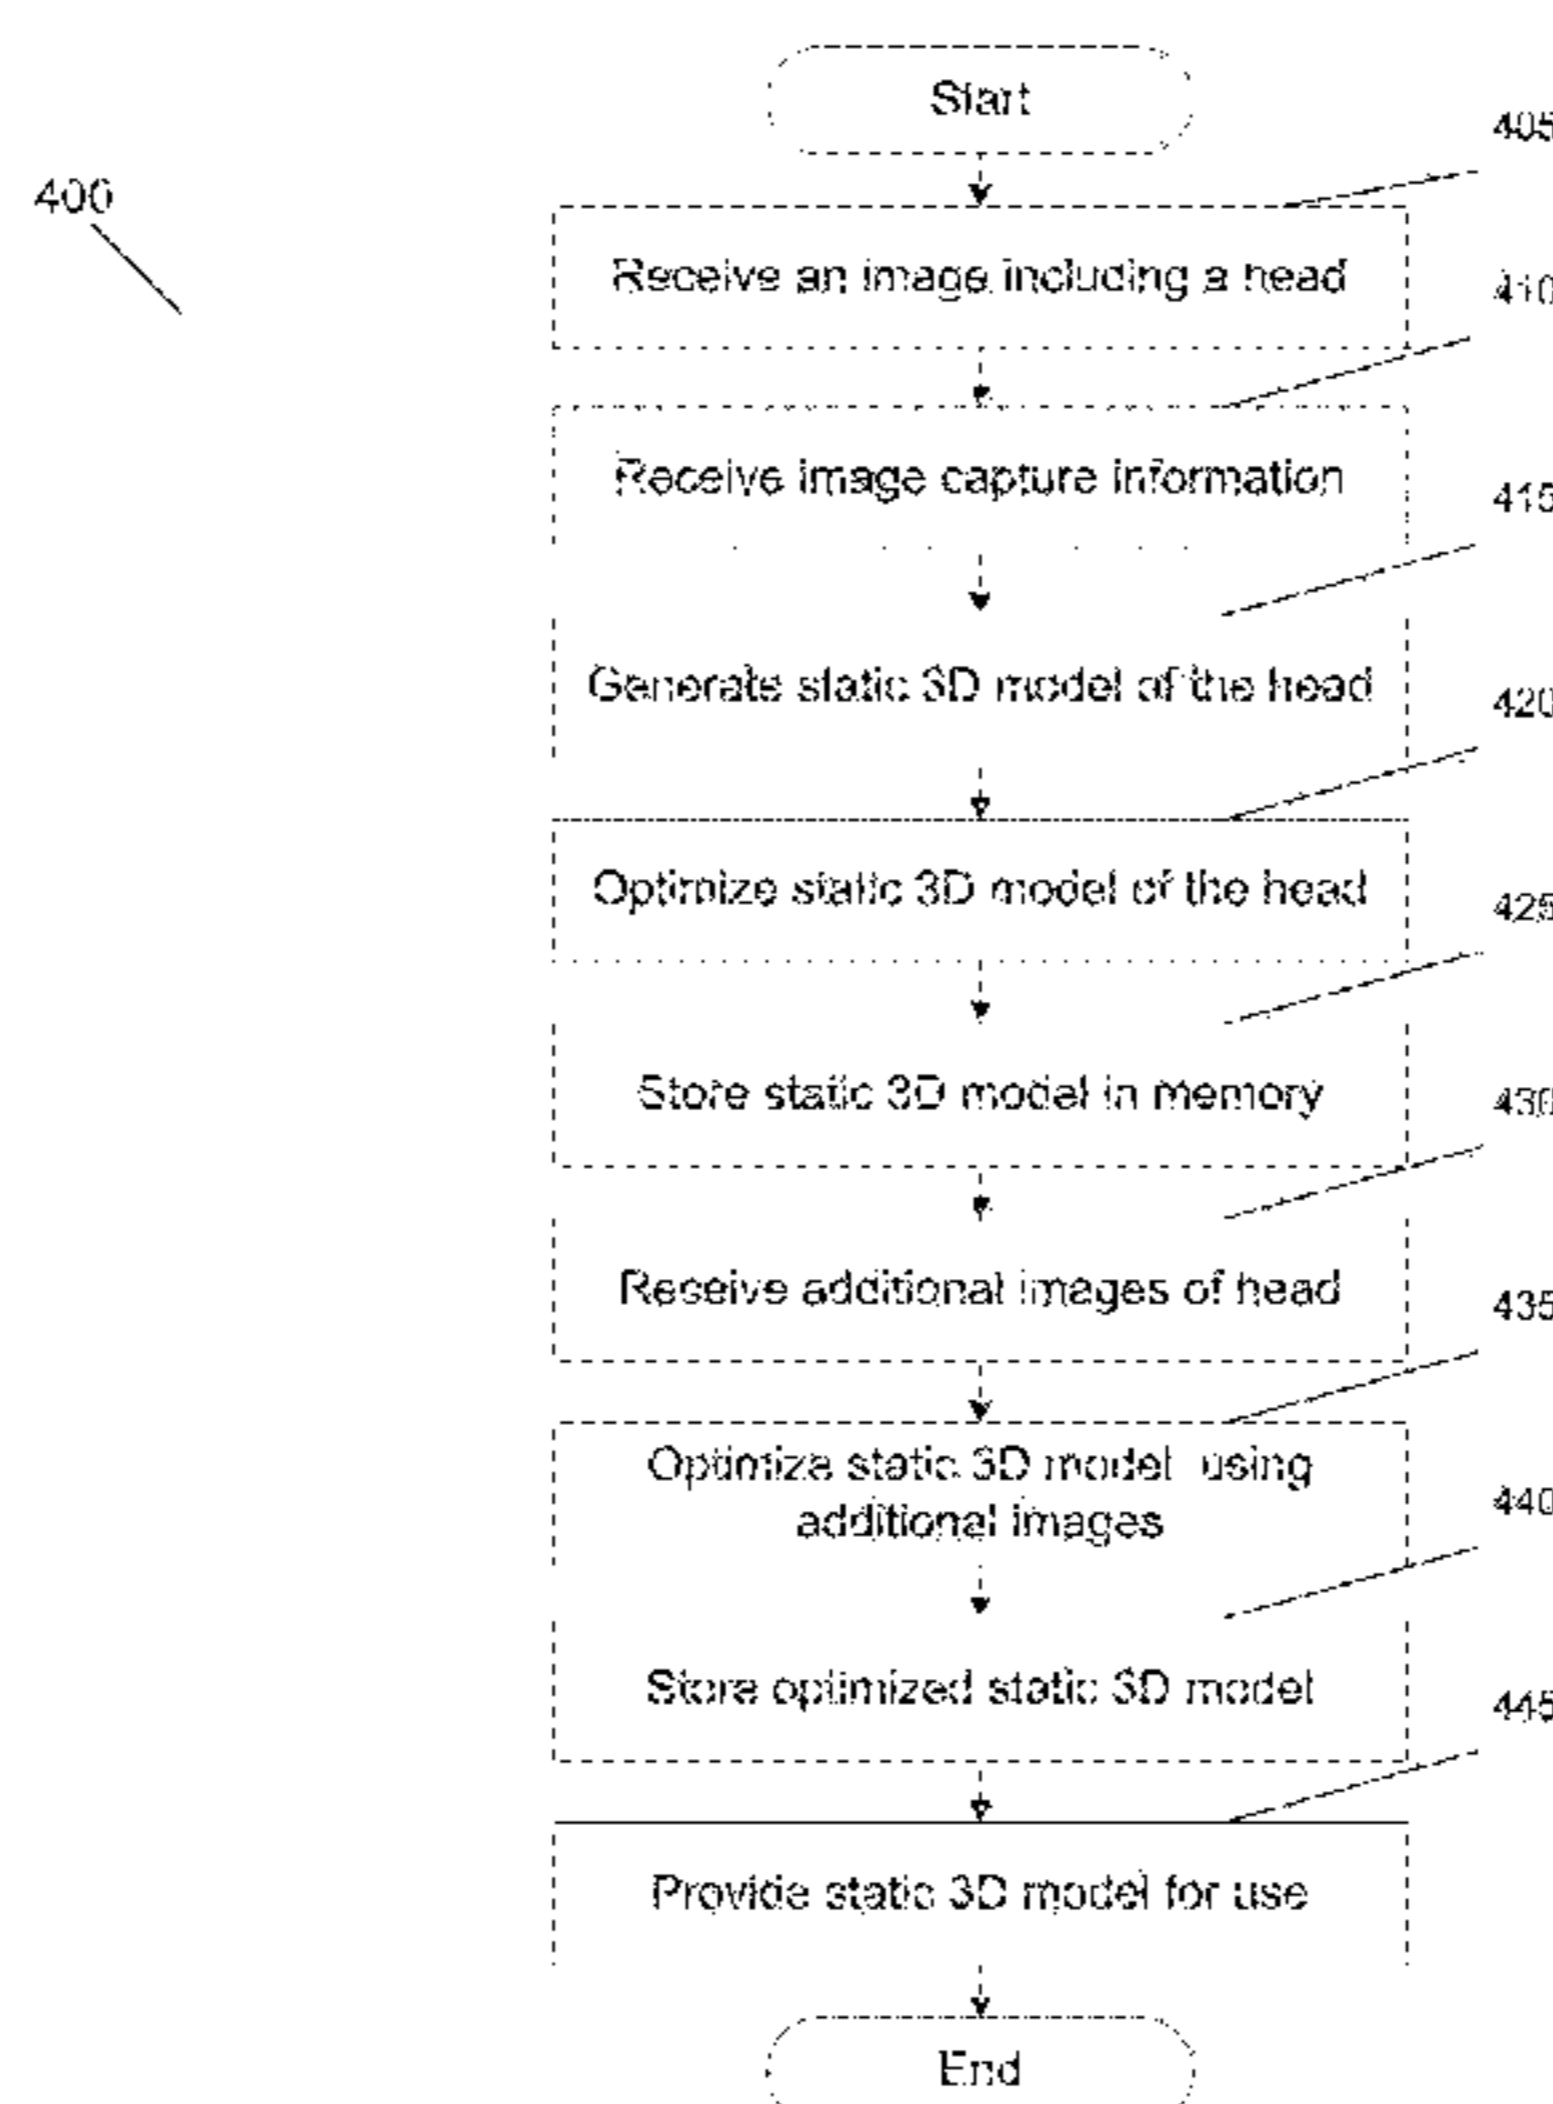 Start
405
400
Receive an image including a head
410
Receive image capture information
415
Generate static 3D model of the head
420
Optimize static 3D model of the head
425
Store static 3D model in memory
430
Receive additional images of head
435
Optimize static 3D model using
additional images
440
Store optimized static 3D model
445
Provide static 3D model for use
End